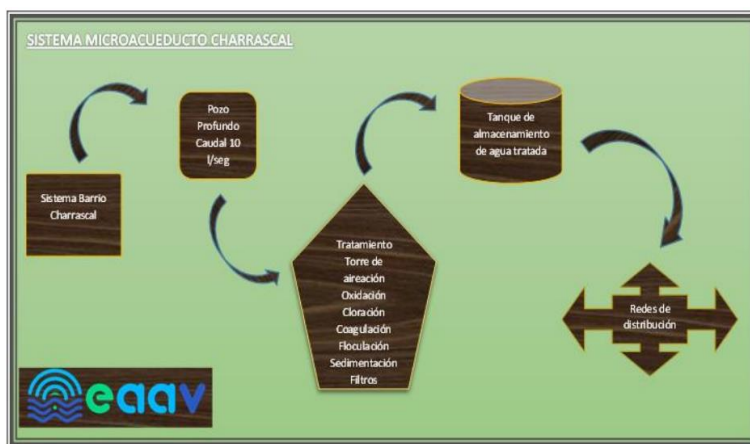 SISTEMA MICROACUEDUCTO CHARRASCAL
Sistema Barrio
Charrascal
Pozo
Profundo
Caudal 10
l/seg
Tratamiento
Torre de
aireación
Oxidación
Cloración
Coagulación
Floculación
Sedimentación
Filtros
Tanque de
almacenamiento
de agua tratada
Redes de
distribución
eaav